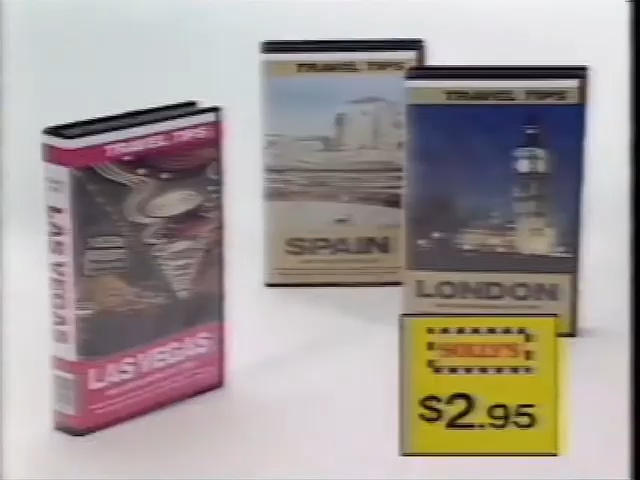 TRAVEL TIPS
LAS VEGAS
LAS VEGAS
TRAVEL TIPS
SPAIN
TRAVEL TIPS
LONDON
$2.95